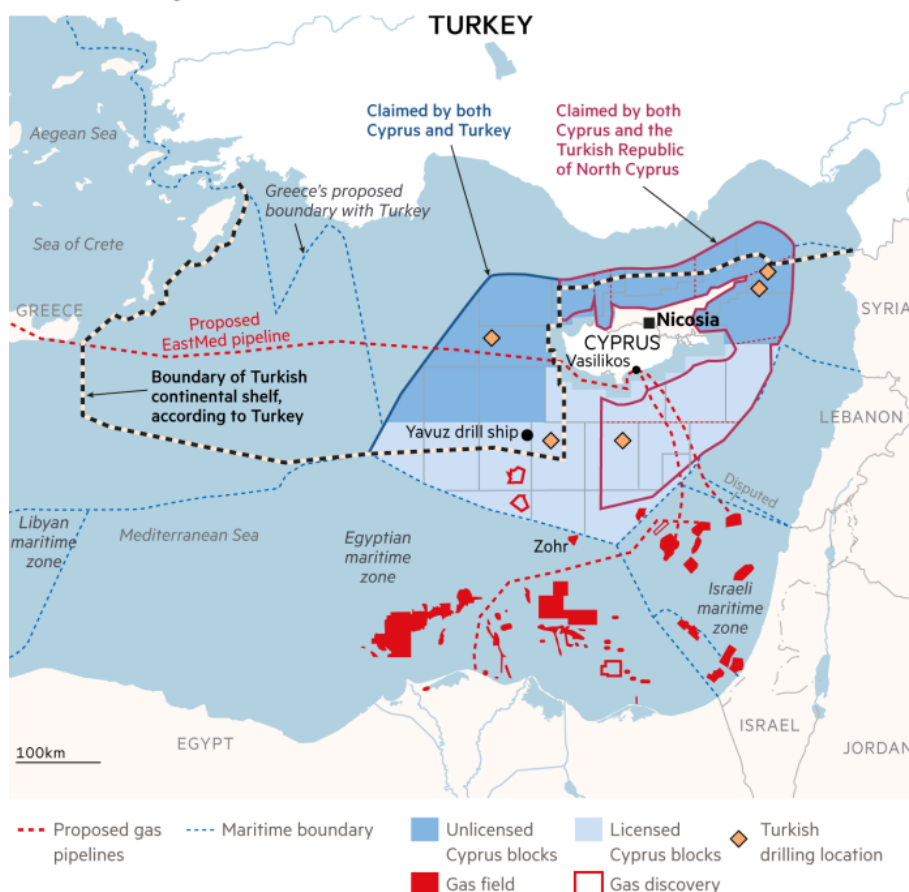 TURKEY
Claimed by both
Cyprus and Turkey
Claimed by both
Cyprus and the
Turkish Republic
of North Cyprus
Aegean Sea
Greece's proposed
boundary with Turkey
Sea of Crete
GREECE
Proposed
EastMed pipeline
Nicosia
CYPRUS
Vasilikos
SYRIA
Boundary of Turkish
continental shelf,
according to Turkey
Yavuz drill ship
LEBANON
Disputed
Libyan
maritime
zone
Mediterranean Sea
Egyptian
maritime
zone
Zohr
Israeli
maritime
zone
100km
EGYPT
ISRAEL
JORDAN
Proposed gas
pipelines
Maritime boundary
Unlicensed
Cyprus blocks
Licensed
Cyprus blocks
Turkish
drilling location
Gas field
Gas discovery